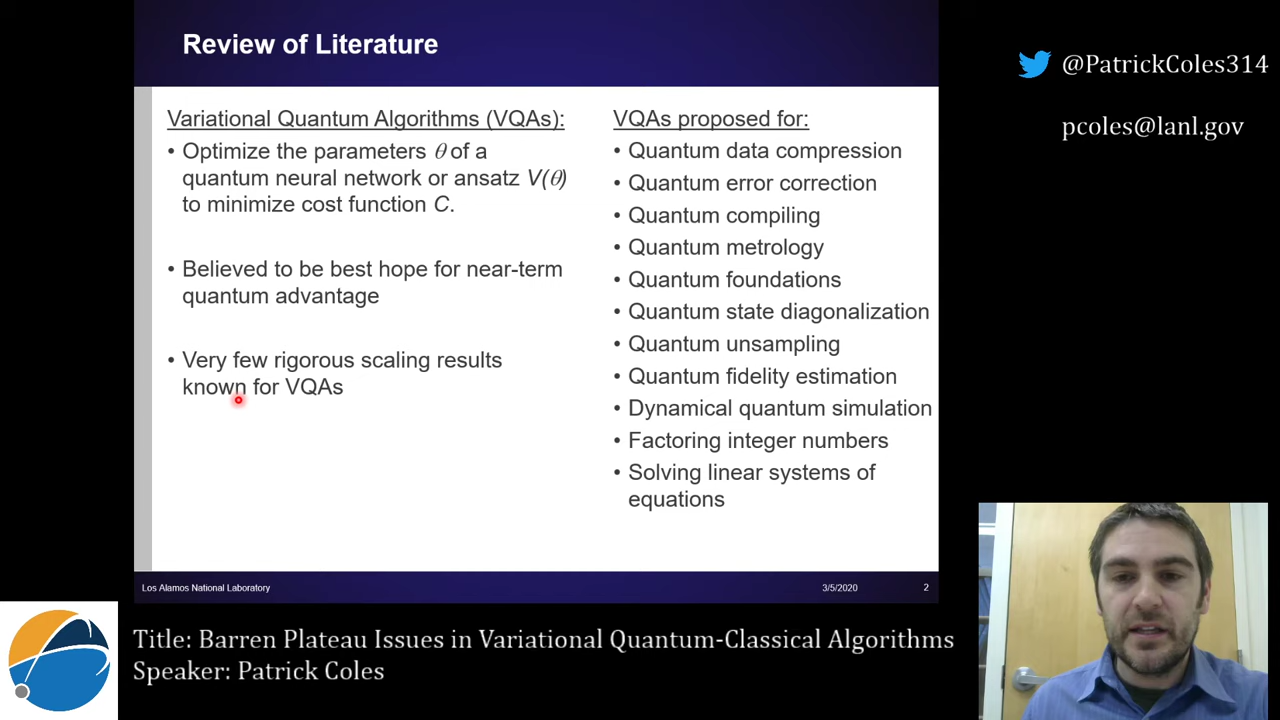 Review of Literature
@PatrickColes314
pcoles@lanl.gov
Variational Quantum Algorithms (VQAs):
• Optimize the parameters θ of a
quantum neural network or ansatz V(θ)
to minimize cost function C.
• Believed to be best hope for near-term
quantum advantage
• Very few rigorous scaling results
known for VQAs
VQAs proposed for:
• Quantum data compression
• Quantum error correction
• Quantum compiling
• Quantum metrology
• Quantum foundations
• Quantum state diagonalization
• Quantum unsampling
• Quantum fidelity estimation
• Dynamical quantum simulation
• Factoring integer numbers
• Solving linear systems of
equations
Los Alamos National Laboratory
3/5/2020
2
Title: Barren Plateau Issues in Variational Quantum-Classical Algorithms
Speaker: Patrick Coles